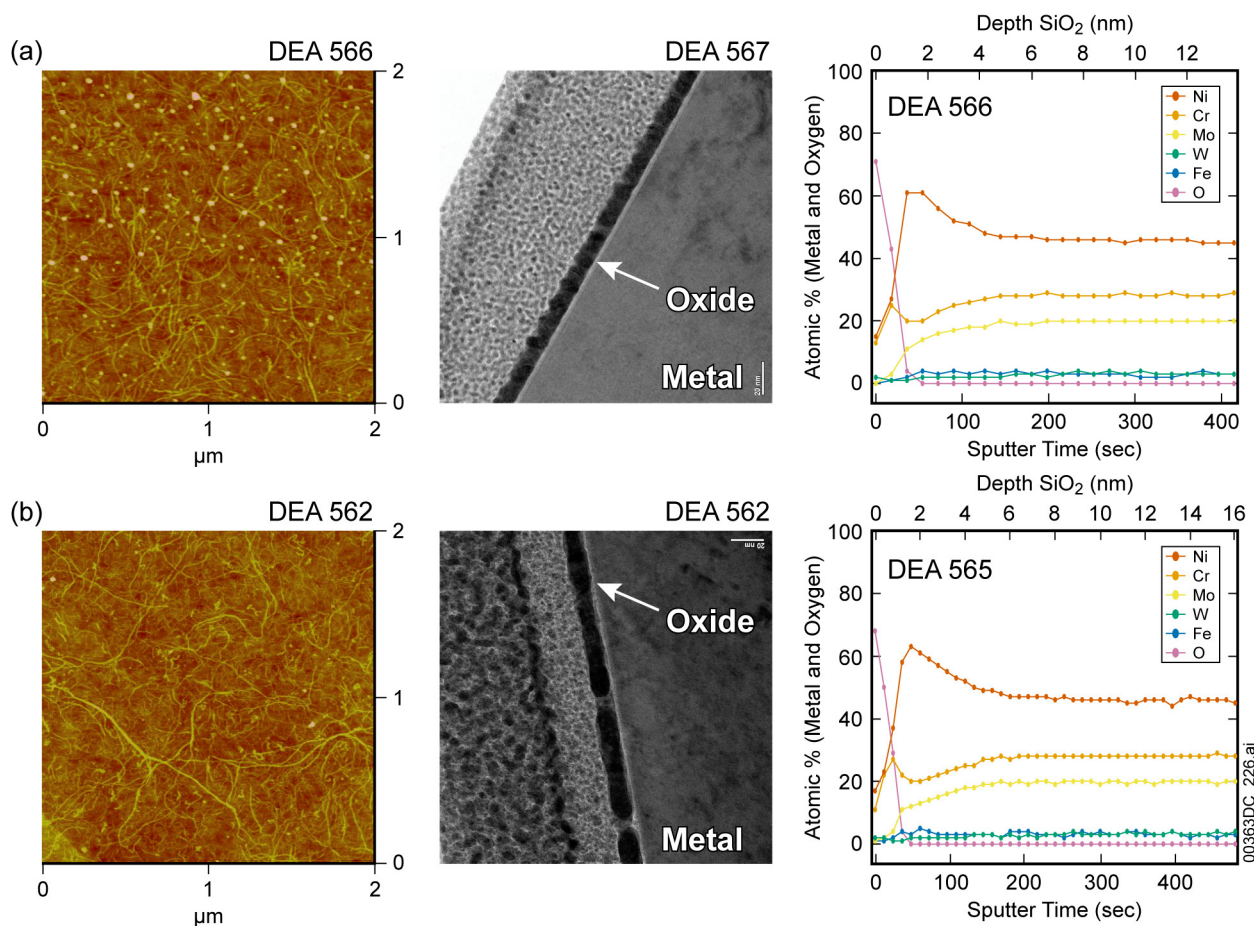 (a)
DEA 566
2
1
0
0
1
2
µm
DEA 567
Oxide
Metal
20 nm
Depth SiO2 (nm)
0
2
4
6
8
10
12
100
80
60
40
20
0
Atomic % (Metal and Oxygen)
DEA 566
Ni
Cr
Mo
W
Fe
O
0
100
200
300
400
Sputter Time (sec)
(b)
DEA 562
2
1
0
0
1
2
µm
DEA 562
20 nm
Oxide
Metal
Depth SiO2 (nm)
0
2
4
6
8
10
12
14
16
100
80
60
40
20
0
Atomic % (Metal and Oxygen)
DEA 565
Ni
Cr
Mo
W
Fe
O
0
100
200
300
400
Sputter Time (sec)
00363DC_226.ai